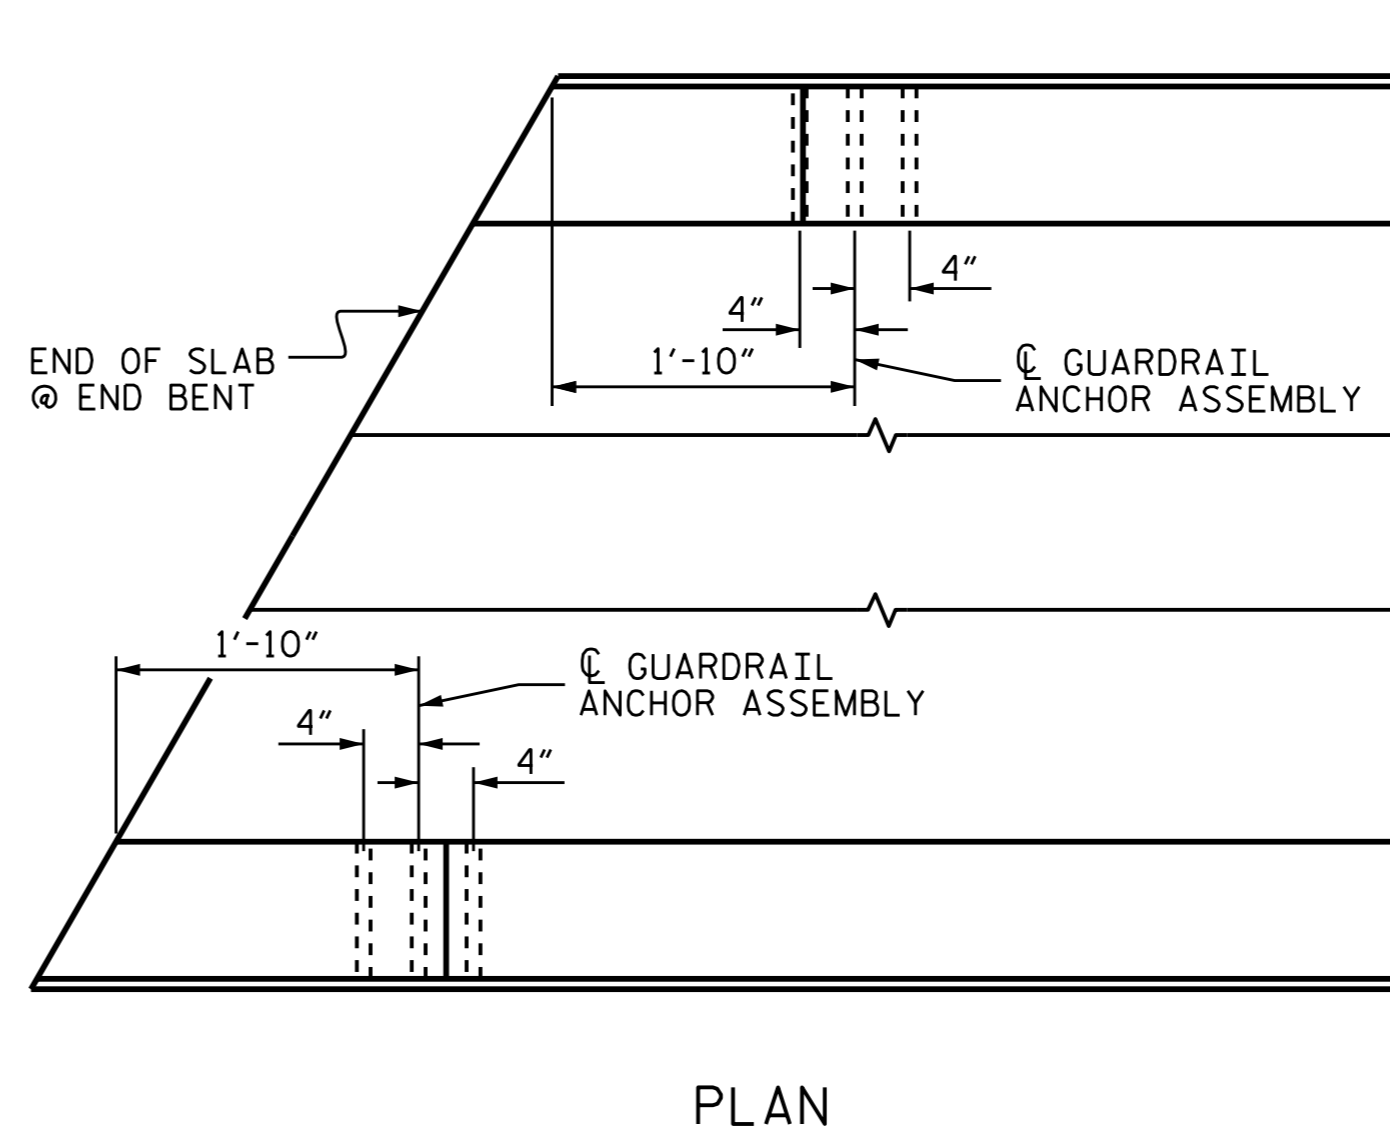 4″
4″
1′-10″
END OF SLAB
@ END BENT
℄ GUARDRAIL
ANCHOR ASSEMBLY
1′-10″
℄ GUARDRAIL
ANCHOR ASSEMBLY
4″
4″
PLAN